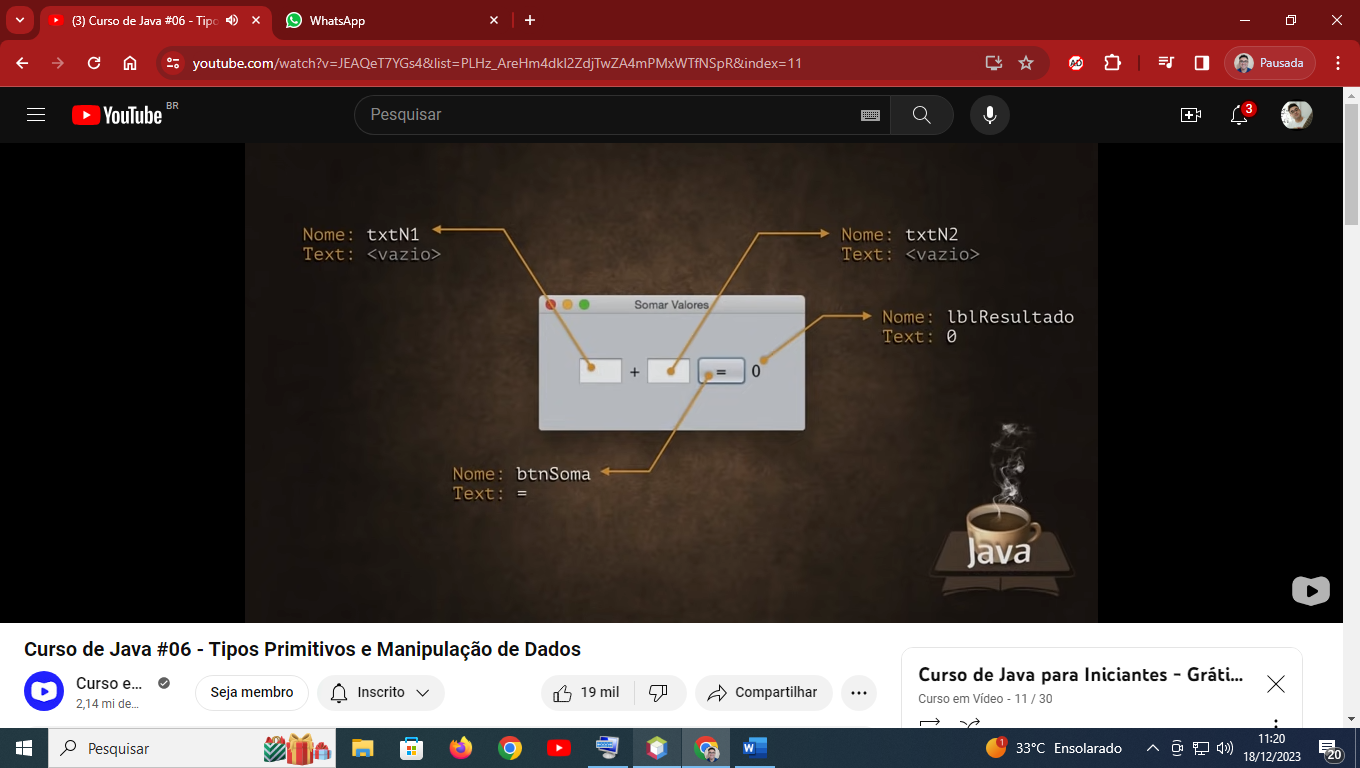 (3) Curso de Java #06 - Tipo
WhatsApp
youtube.com/watch?v=JEAQeT7YGs4&list=PLHz_AreHm4dkI2ZdjTwZA4mPMxWTfNSpR&index=11
Pausada
YouTube BR
Pesquisar
3
Nome: txtN1
Text: <vazio>
Nome: txtN2
Text: <vazio>
Somar Valores
Nome: lblResultado
Text: 0
+ = 0
Nome: btnSoma
Text: =
Java
Curso de Java #06 - Tipos Primitivos e Manipulação de Dados
Curso e...
2,14 mi de...
Seja membro
Inscrito
19 mil
Compartilhar
Curso de Java para Iniciantes - Gráti...
Curso em Vídeo - 11 / 30
Pesquisar
1
33°C Ensolarado
11:20
18/12/2023
20